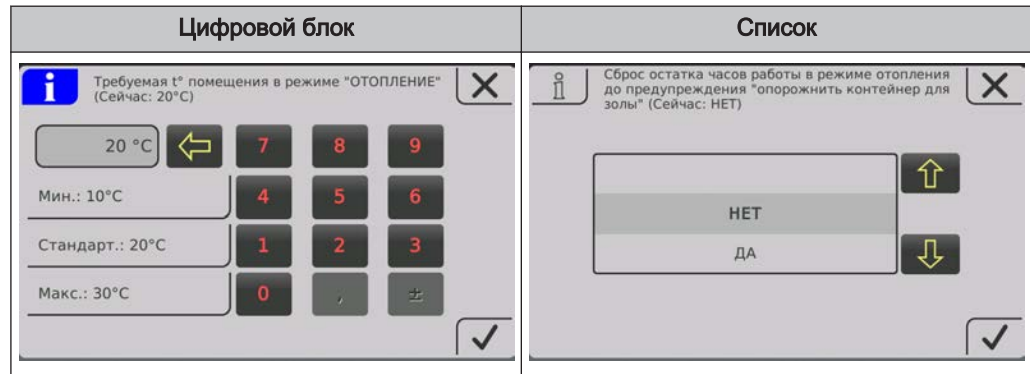 Цифровой блок
Список
i
Требуемая t° помещения в режиме "ОТОПЛЕНИЕ"
(Сейчас: 20°C)
20 °C
7 8 9
Мин.: 10°C
4 5 6
Стандарт.: 20°C
1 2 3
Макс.: 30°C
0 , ±
i
Сброс остатка часов работы в режиме отопления
до предупреждения "опорожнить контейнер для
золы" (Сейчас: НЕТ)
НЕТ
ДА